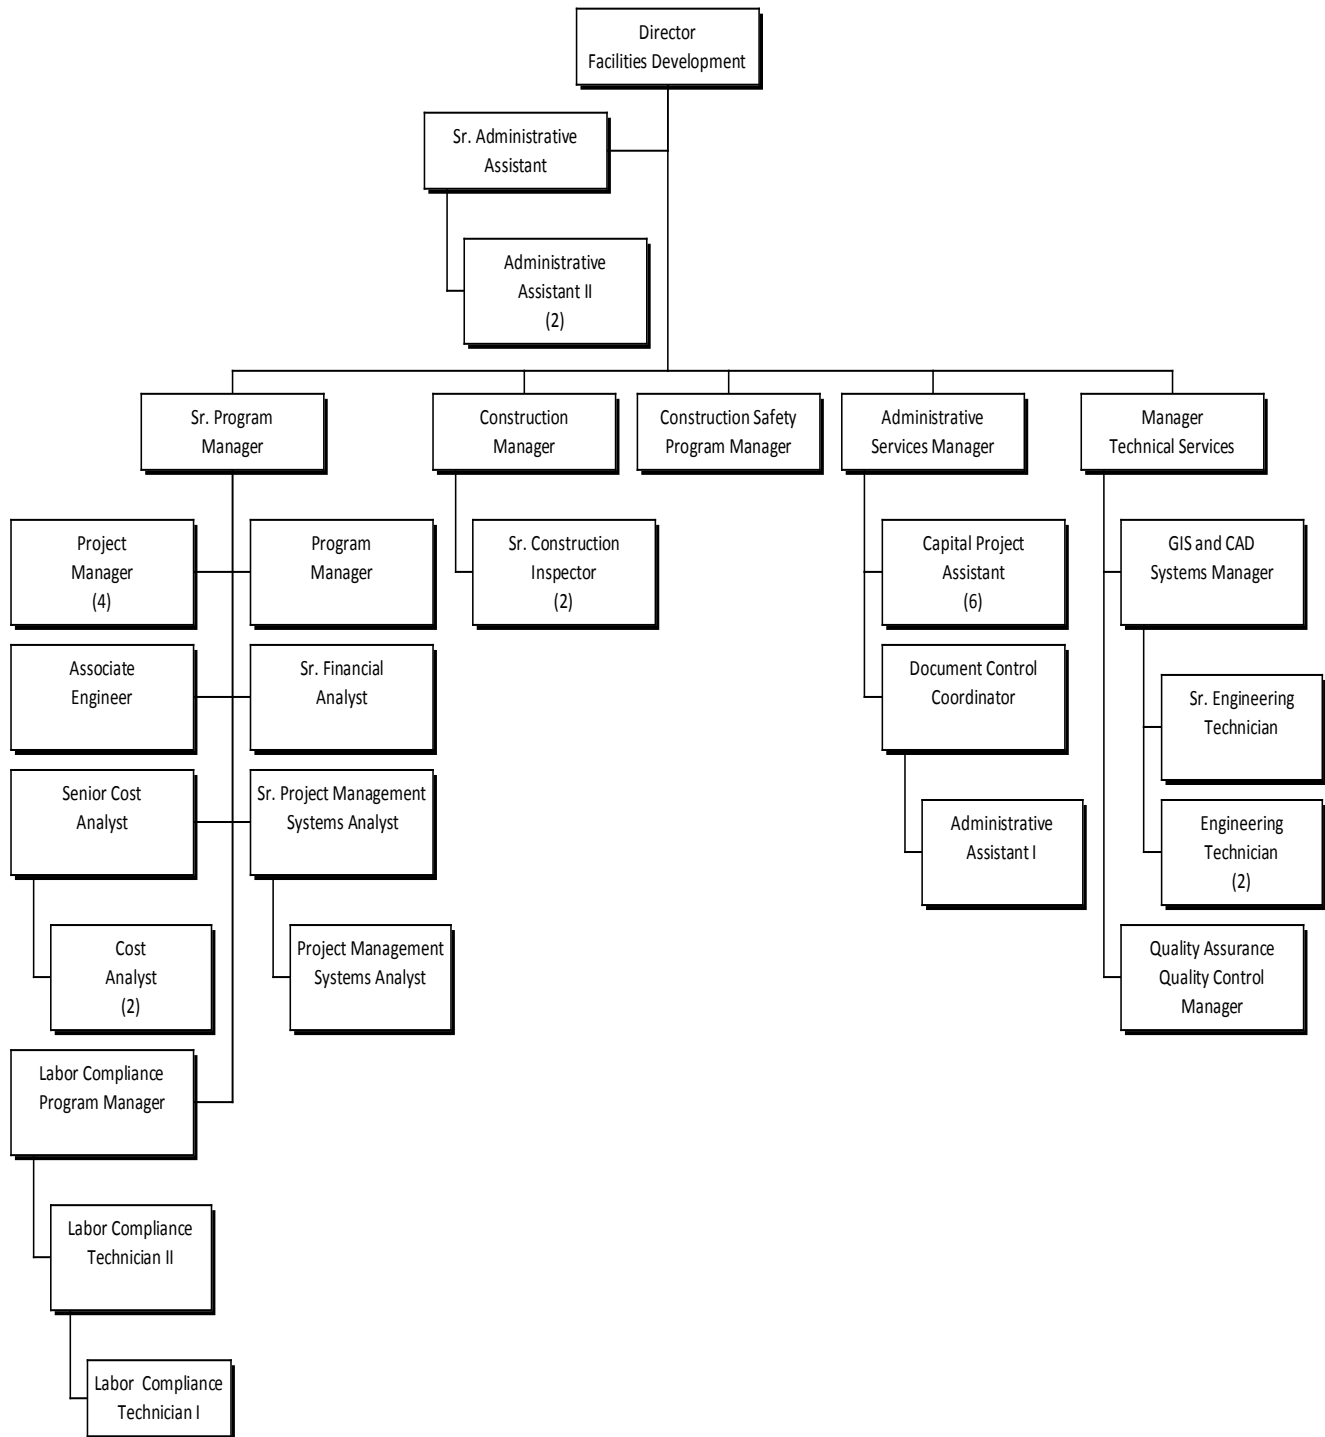 Director
Facilities Development
Sr. Administrative
Assistant
Administrative
Assistant II
(2)
Sr. Program
Manager
Construction
Manager
Construction Safety
Program Manager
Administrative
Services Manager
Manager
Technical Services
Project
Manager
(4)
Program
Manager
Sr. Construction
Inspector
(2)
Capital Project
Assistant
(6)
GIS and CAD
Systems Manager
Associate
Engineer
Sr. Financial
Analyst
Document Control
Coordinator
Sr. Engineering
Technician
Senior Cost
Analyst
Sr. Project Management
Systems Analyst
Administrative
Assistant I
Engineering
Technician
(2)
Cost
Analyst
(2)
Project Management
Systems Analyst
Quality Assurance
Quality Control
Manager
Labor Compliance
Program Manager
Labor Compliance
Technician II
Labor  Compliance
Technician I